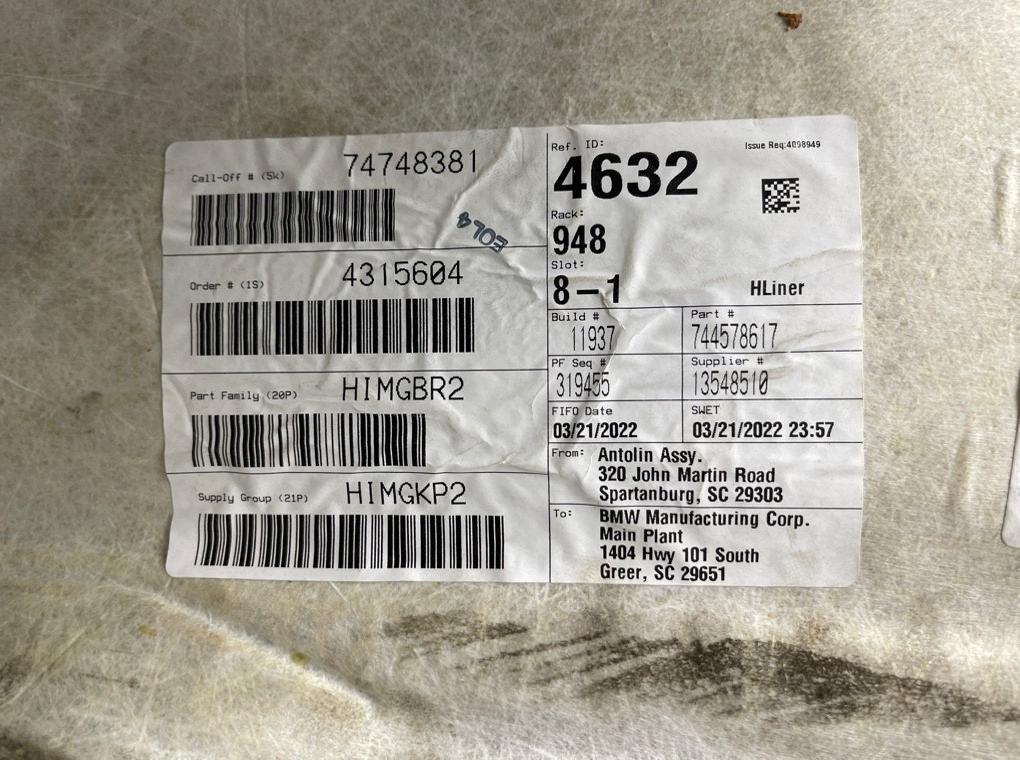 Call-Off # (5k) 74748381
EOL4
Order # (1S) 4315604
Part Family (20P) HIMGBR2
Supply Group (21P) HIMGKP2
Ref. ID: Issue Req:4098949
4632
Rack:
948
Slot:
8-1 HLiner
Build # Part #
11937 744578617
PF Seq # Supplier #
319455 13548510
FIFO Date SWET
03/21/2022 03/21/2022 23:57
From: Antolin Assy.
320 John Martin Road
Spartanburg, SC 29303
To: BMW Manufacturing Corp.
Main Plant
1404 Hwy 101 South
Greer, SC 29651